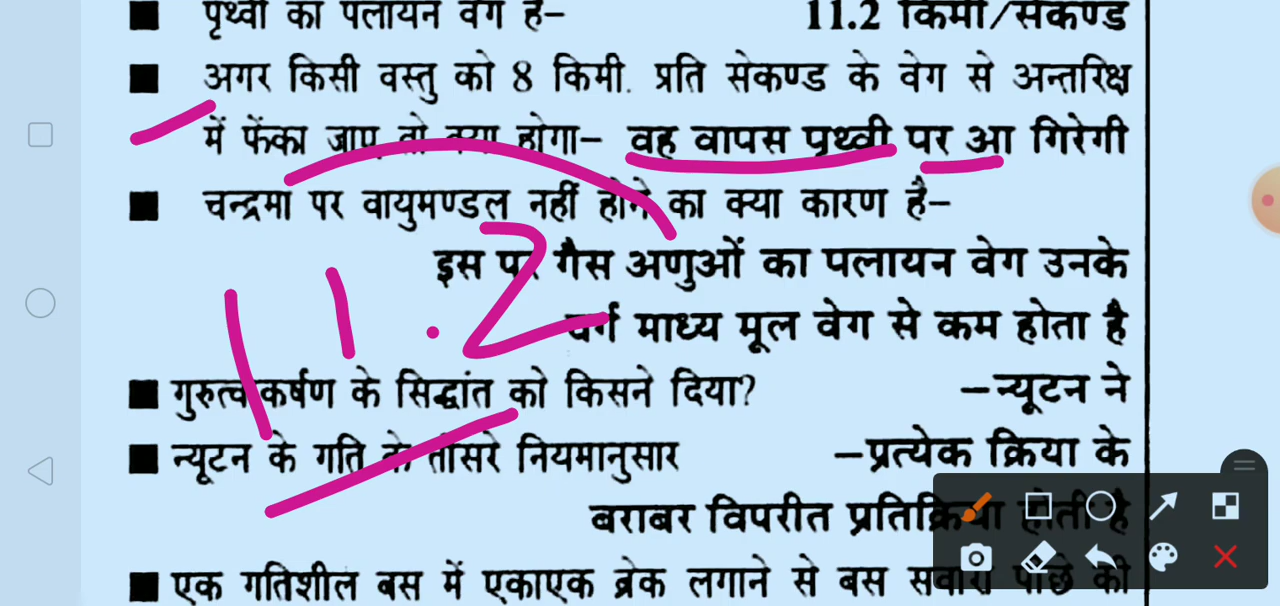 पृथ्वी का पलायन वेग है– 11.2 किमी/सेकण्ड
■ अगर किसी वस्तु को 8 किमी. प्रति सेकण्ड के वेग से अन्तरिक्ष
में फेंका जाए तो क्या होगा– वह वापस पृथ्वी पर आ गिरेगी
■ चन्द्रमा पर वायुमण्डल नहीं होने का क्या कारण है–
इस पर गैस अणुओं का पलायन वेग उनके
वर्ग माध्य मूल वेग से कम होता है
11.2
■ गुरुत्वकर्षण के सिद्धांत को किसने दिया? –न्यूटन ने
■ न्यूटन के गति के तीसरे नियमानुसार –प्रत्येक क्रिया के
बराबर विपरीत प्रतिक्रिया होती है
■ एक गतिशील बस में एकाएक ब्रेक लगाने से बस सवारी पीछे की